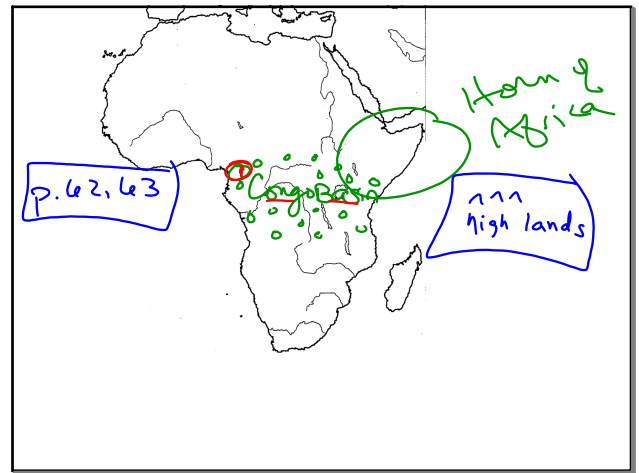 Horn of
Africa
p. 62, 63
Congo Basin
^^^
high lands